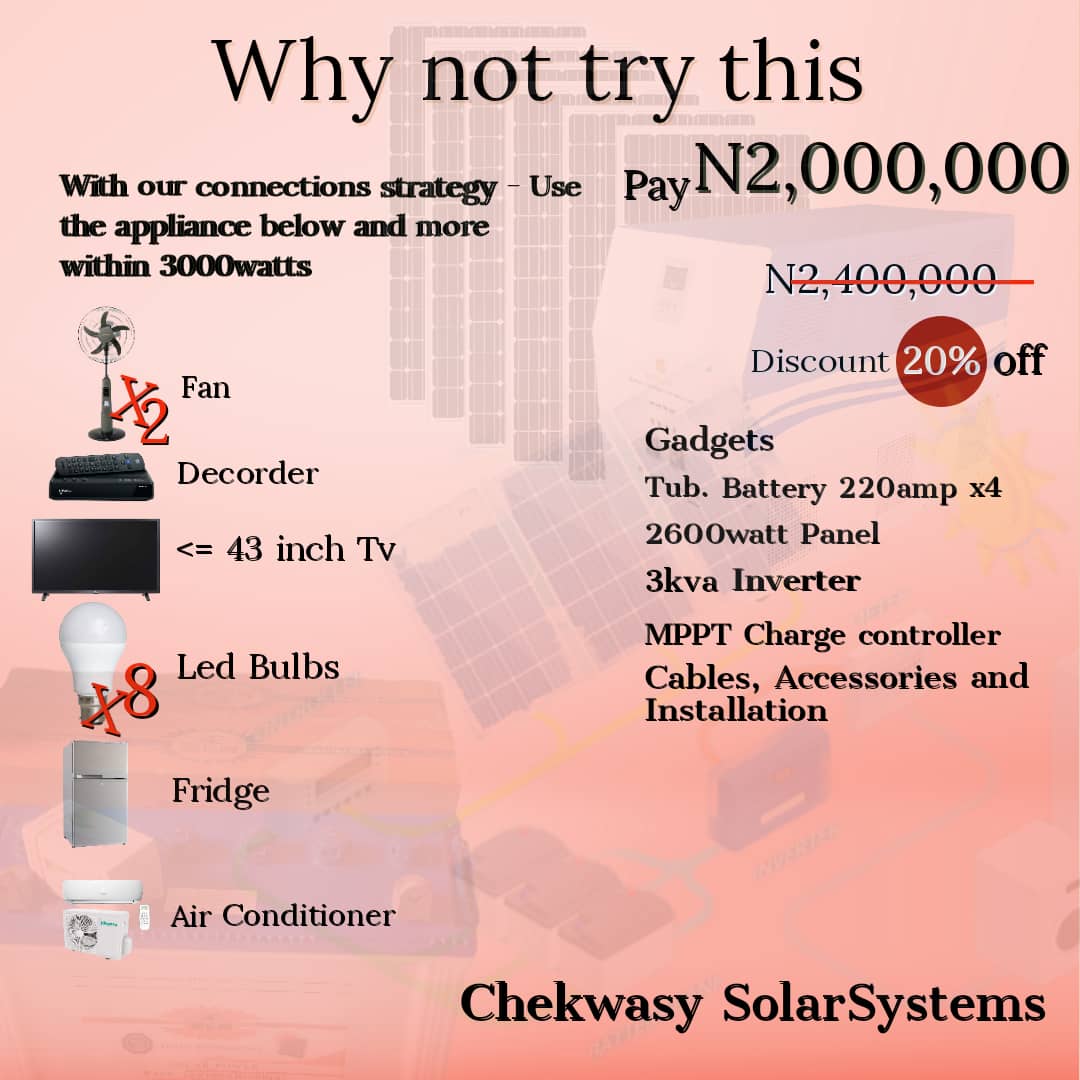 Why not try this
With our connections strategy - Use
the appliance below and more
within 3000watts
Pay N2,000,000
N2,400,000
Discount 20% off
X2
Fan
Decorder
<= 43 inch Tv
X8
Led Bulbs
Fridge
Air Conditioner
Gadgets
Tub. Battery 220amp x4
2600watt Panel
3kva Inverter
MPPT Charge controller
Cables, Accessories and
Installation
INVERTER
Chekwasy SolarSystems